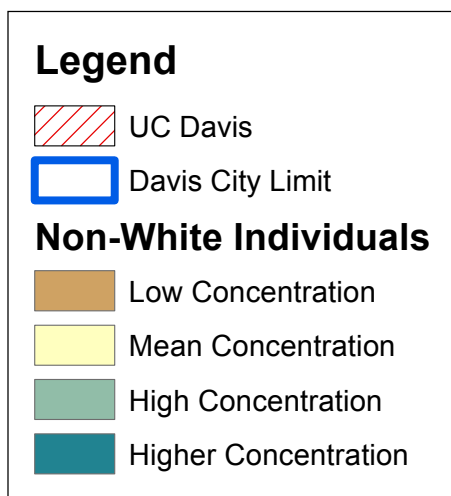 Legend
UC Davis
Davis City Limit
Non-White Individuals
Low Concentration
Mean Concentration
High Concentration
Higher Concentration